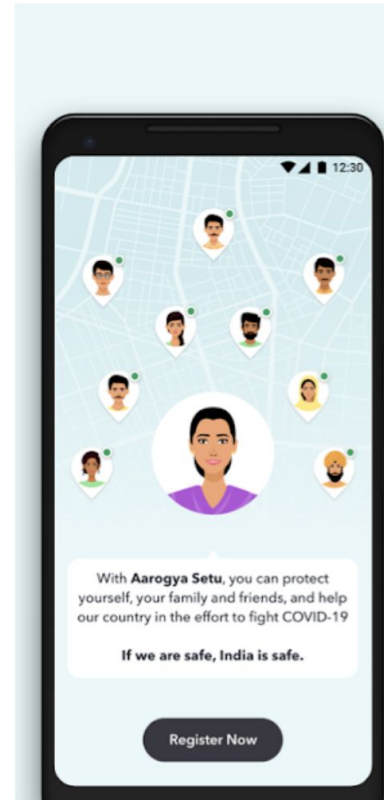 12:30
With Aarogya Setu, you can protect
yourself, your family and friends, and help
our country in the effort to fight COVID-19
If we are safe, India is safe.
Register Now